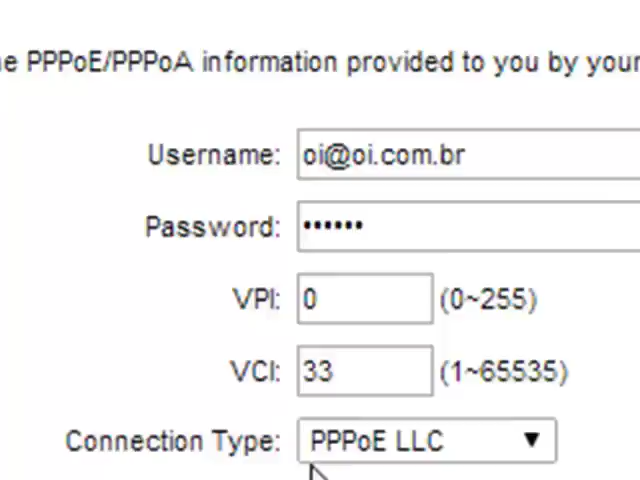 e PPPoE/PPPoA information provided to you by your
Username: oi@oi.com.br
Password: ••••••
VPI: 0 (0~255)
VCI: 33 (1~65535)
Connection Type: PPPoE LLC